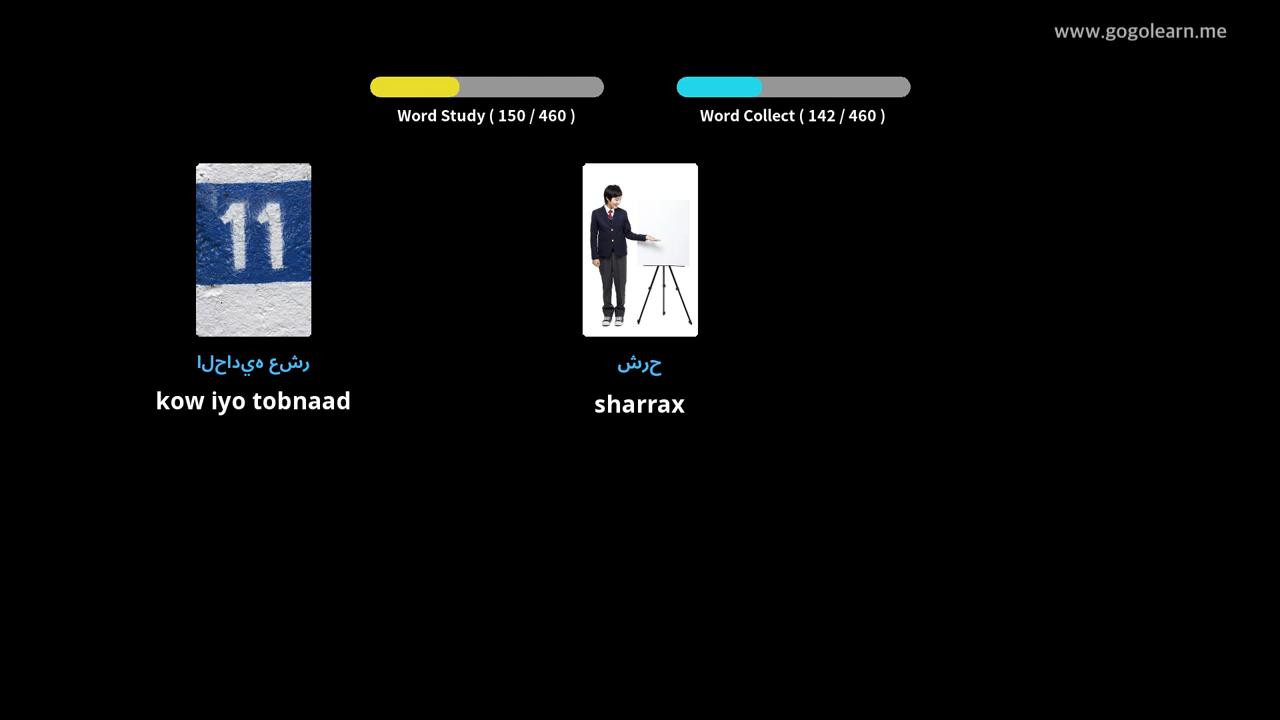 www.gogolearn.me
Word Study ( 150 / 460 )
Word Collect ( 142 / 460 )
11
الحاديه عشر
kow iyo tobnaad
شرح
sharrax